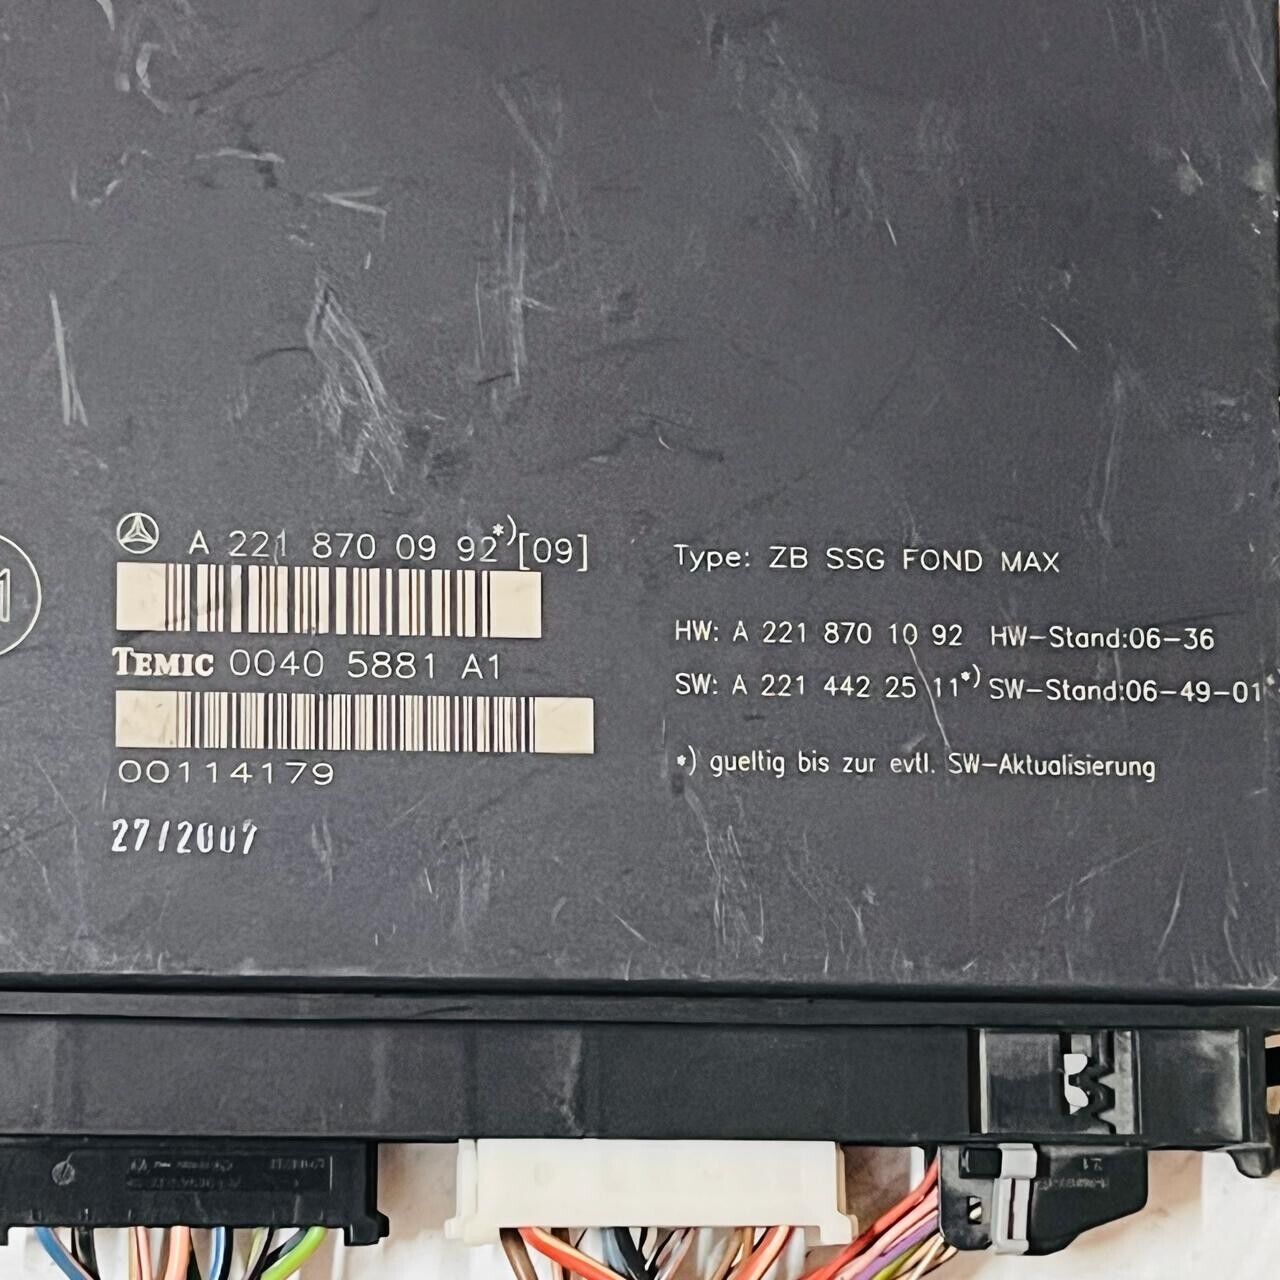 A 221 870 09 92*)[09]
TEMIC 0040 5881 A1
00114179
27/2007
1
Type: ZB SSG FOND MAX
HW: A 221 870 10 92 HW-Stand:06-36
SW: A 221 442 25 11*) SW-Stand:06-49-01*
*) gueltig bis zur evtl. SW-Aktualisierung